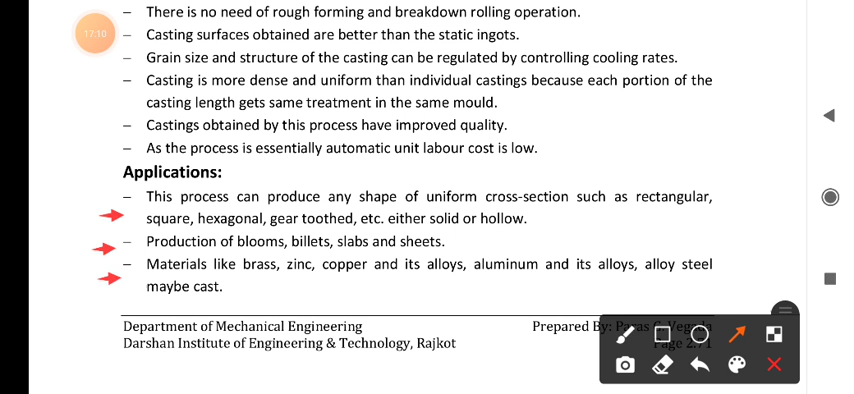 – There is no need of rough forming and breakdown rolling operation.
17:10
– Casting surfaces obtained are better than the static ingots.
– Grain size and structure of the casting can be regulated by controlling cooling rates.
– Casting is more dense and uniform than individual castings because each portion of the
casting length gets same treatment in the same mould.
– Castings obtained by this process have improved quality.
– As the process is essentially automatic unit labour cost is low.
Applications:
– This process can produce any shape of uniform cross-section such as rectangular,
square, hexagonal, gear toothed, etc. either solid or hollow.
– Production of blooms, billets, slabs and sheets.
– Materials like brass, zinc, copper and its alloys, aluminum and its alloys, alloy steel
maybe cast.
Department of Mechanical Engineering Prepared By: Paras
Darshan Institute of Engineering & Technology, Rajkot Page 2.71